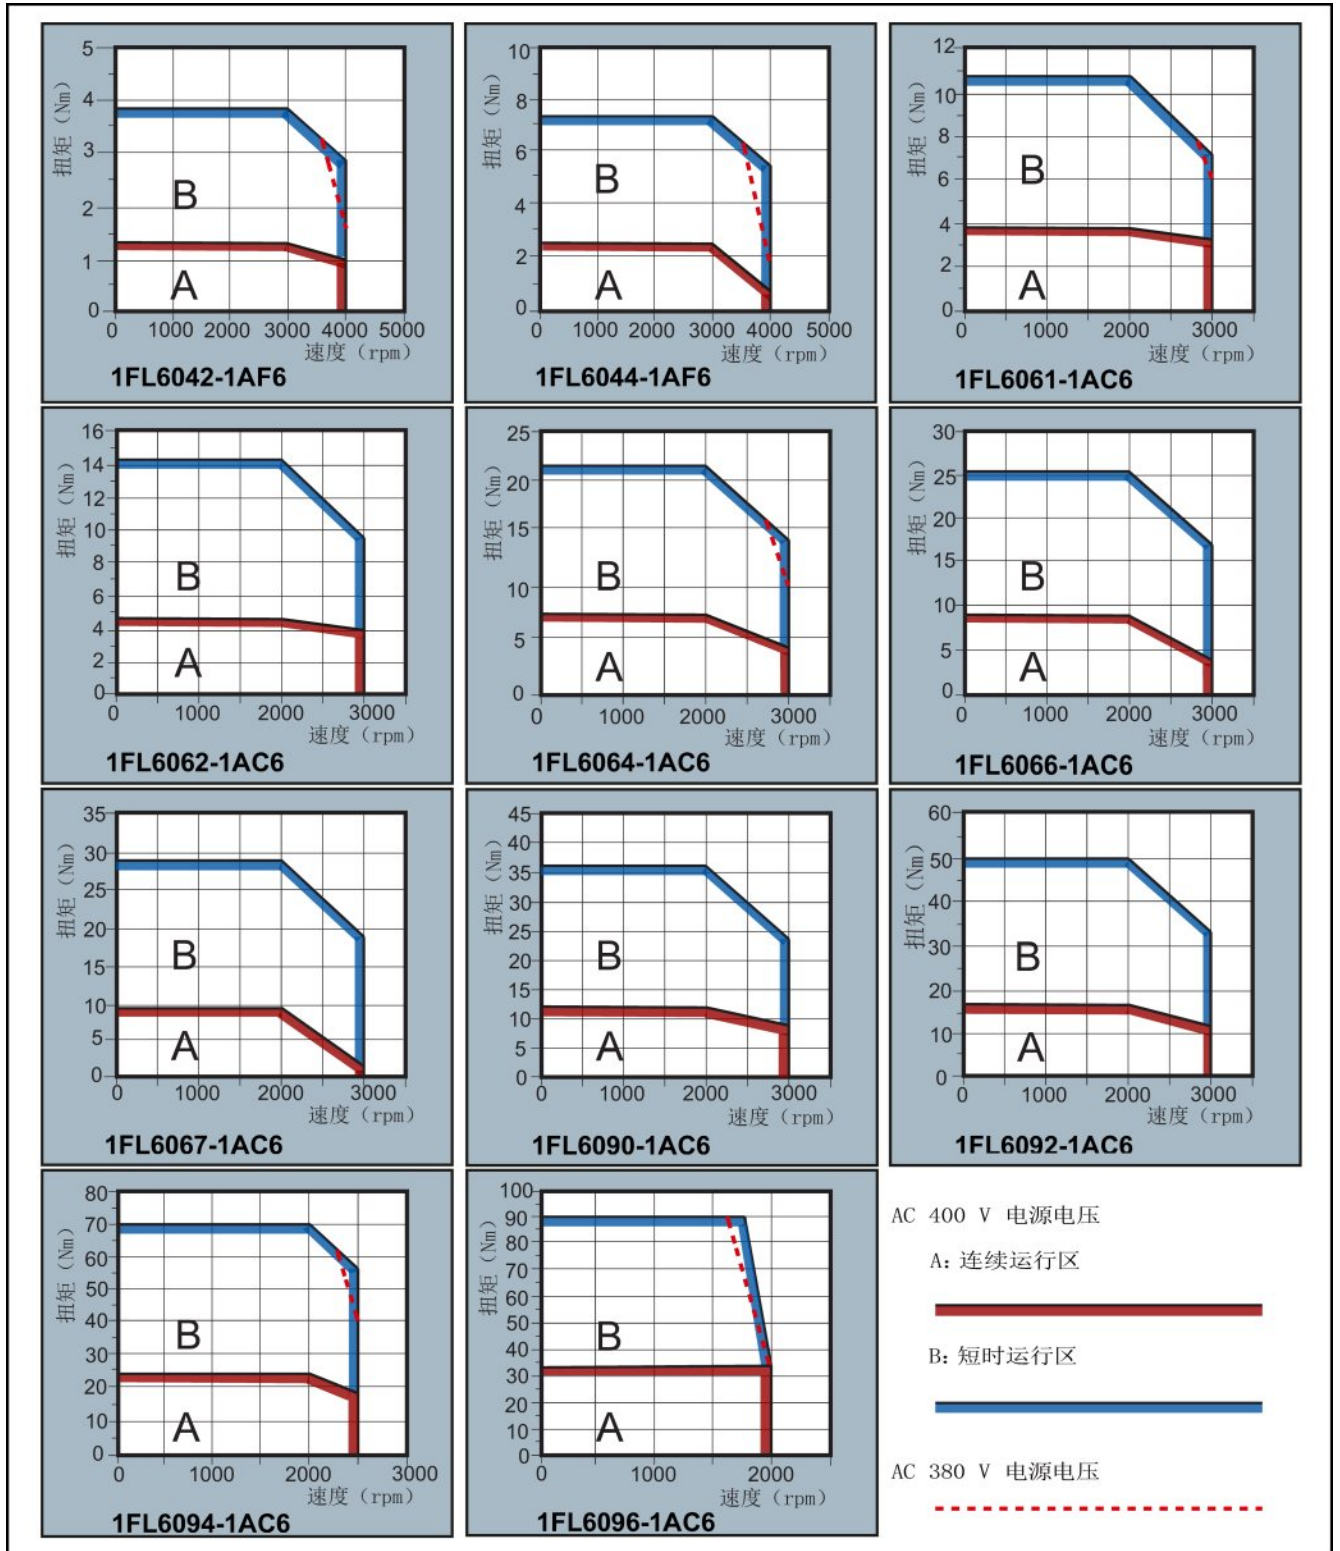 5
4
3
2
1
0
扭矩（Nm）
B
A
0 1000 2000 3000 4000 5000
速度（rpm）
1FL6042-1AF6
10
8
6
4
2
0
扭矩（Nm）
B
A
0 1000 2000 3000 4000 5000
速度（rpm）
1FL6044-1AF6
12
10
8
6
4
2
0
扭矩（Nm）
B
A
0 1000 2000 3000
速度（rpm）
1FL6061-1AC6
16
14
12
10
8
6
4
2
0
扭矩（Nm）
B
A
0 1000 2000 3000
速度（rpm）
1FL6062-1AC6
25
20
15
10
5
0
扭矩（Nm）
B
A
0 1000 2000 3000
速度（rpm）
1FL6064-1AC6
30
25
20
15
10
5
0
扭矩（Nm）
B
A
0 1000 2000 3000
速度（rpm）
1FL6066-1AC6
35
30
25
20
15
10
5
0
扭矩（Nm）
B
A
0 1000 2000 3000
速度（rpm）
1FL6067-1AC6
45
40
35
30
25
20
15
10
5
0
扭矩（Nm）
B
A
0 1000 2000 3000
速度（rpm）
1FL6090-1AC6
60
50
40
30
20
10
0
扭矩（Nm）
B
A
0 1000 2000 3000
速度（rpm）
1FL6092-1AC6
80
70
60
50
40
30
20
10
0
扭矩（Nm）
B
A
0 1000 2000 3000
速度（rpm）
1FL6094-1AC6
100
90
80
70
60
50
40
30
20
10
0
扭矩（Nm）
B
A
0 1000 2000
速度（rpm）
1FL6096-1AC6
AC 400 V 电源电压
A: 连续运行区
B: 短时运行区
AC 380 V 电源电压